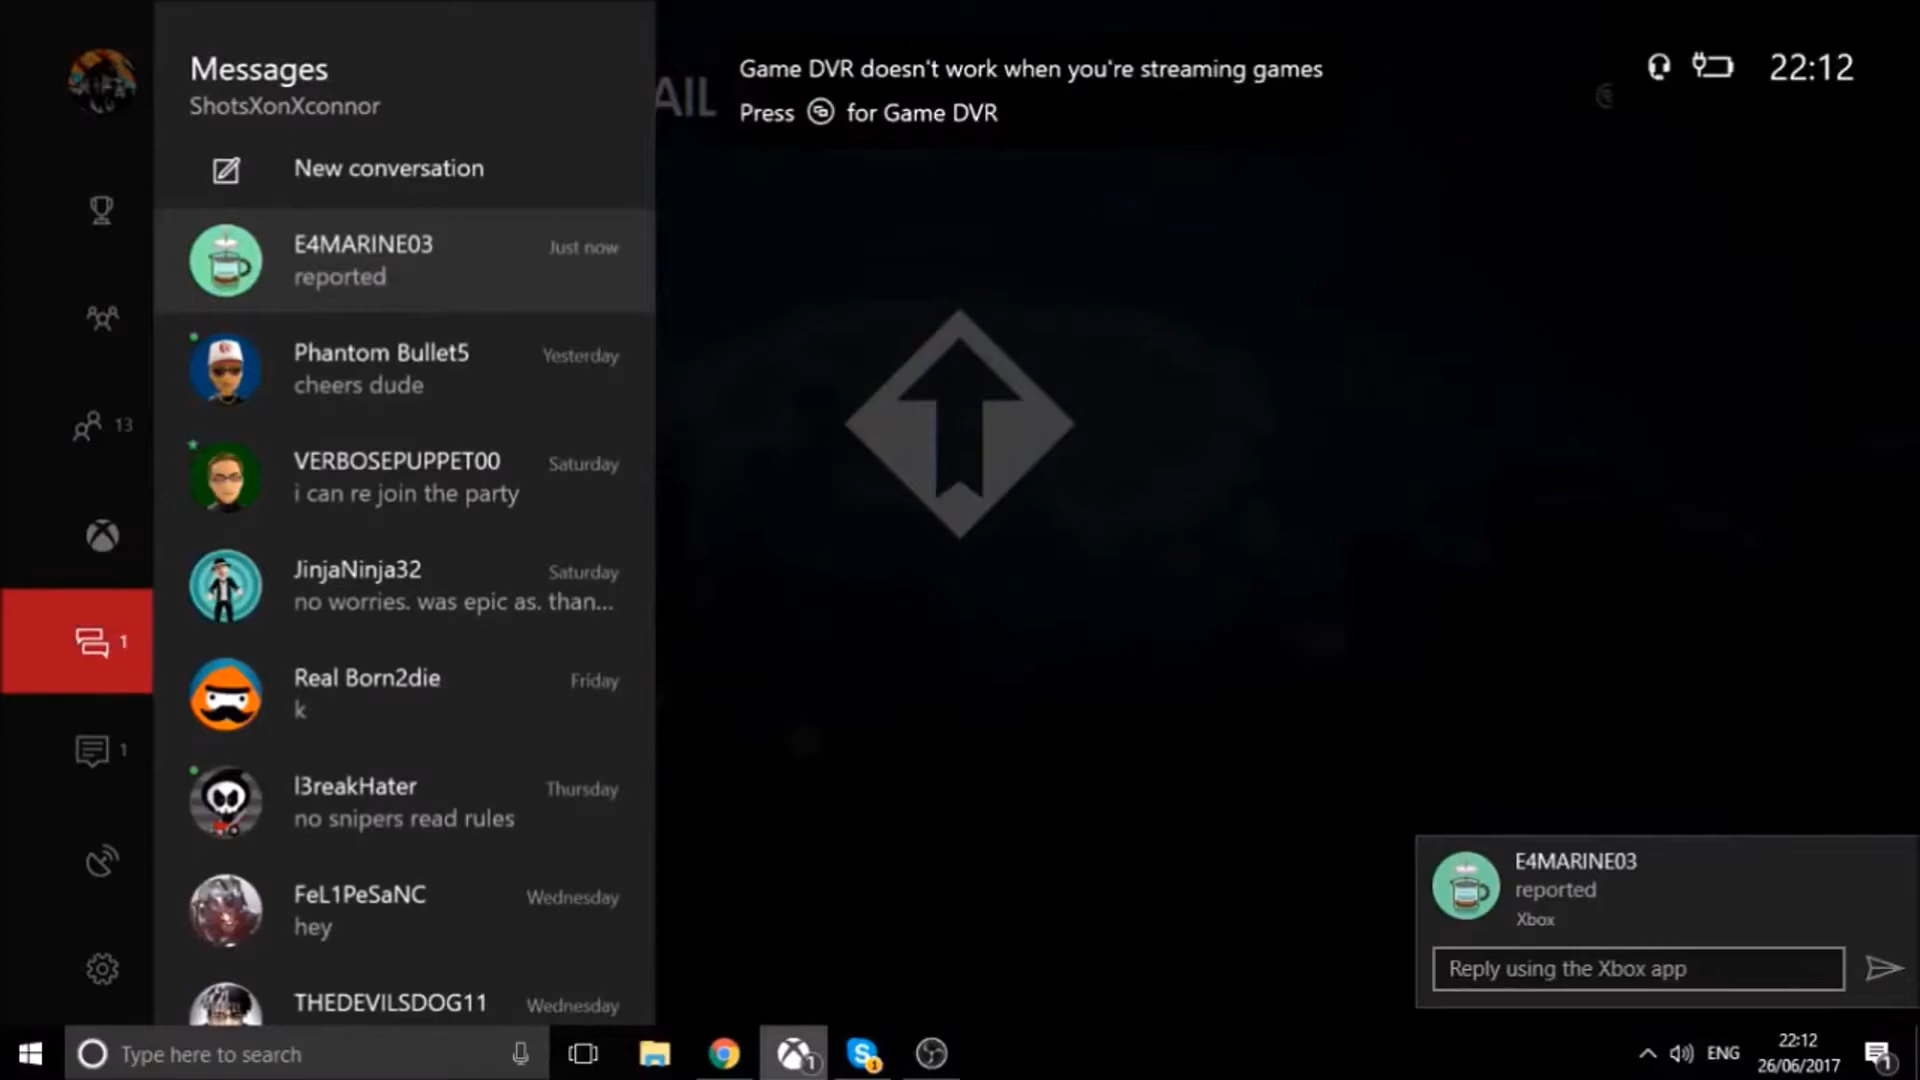 Messages
ShotsXonXconnor
New conversation
E4MARINE03
Just now
reported
Phantom Bullet5
Yesterday
cheers dude
VERBOSEPUPPET00
Saturday
i can re join the party
JinjaNinja32
Saturday
no worries. was epic as. than...
Real Born2die
Friday
k
l3reakHater
Thursday
no snipers read rules
FeL1PeSaNC
Wednesday
hey
THEDEVILSDOG11
Wednesday
13
1
1
AIL
Game DVR doesn't work when you're streaming games
Press for Game DVR
22:12
E4MARINE03
reported
Xbox
Reply using the Xbox app
Type here to search
1
1
ENG
22:12
26/06/2017
1